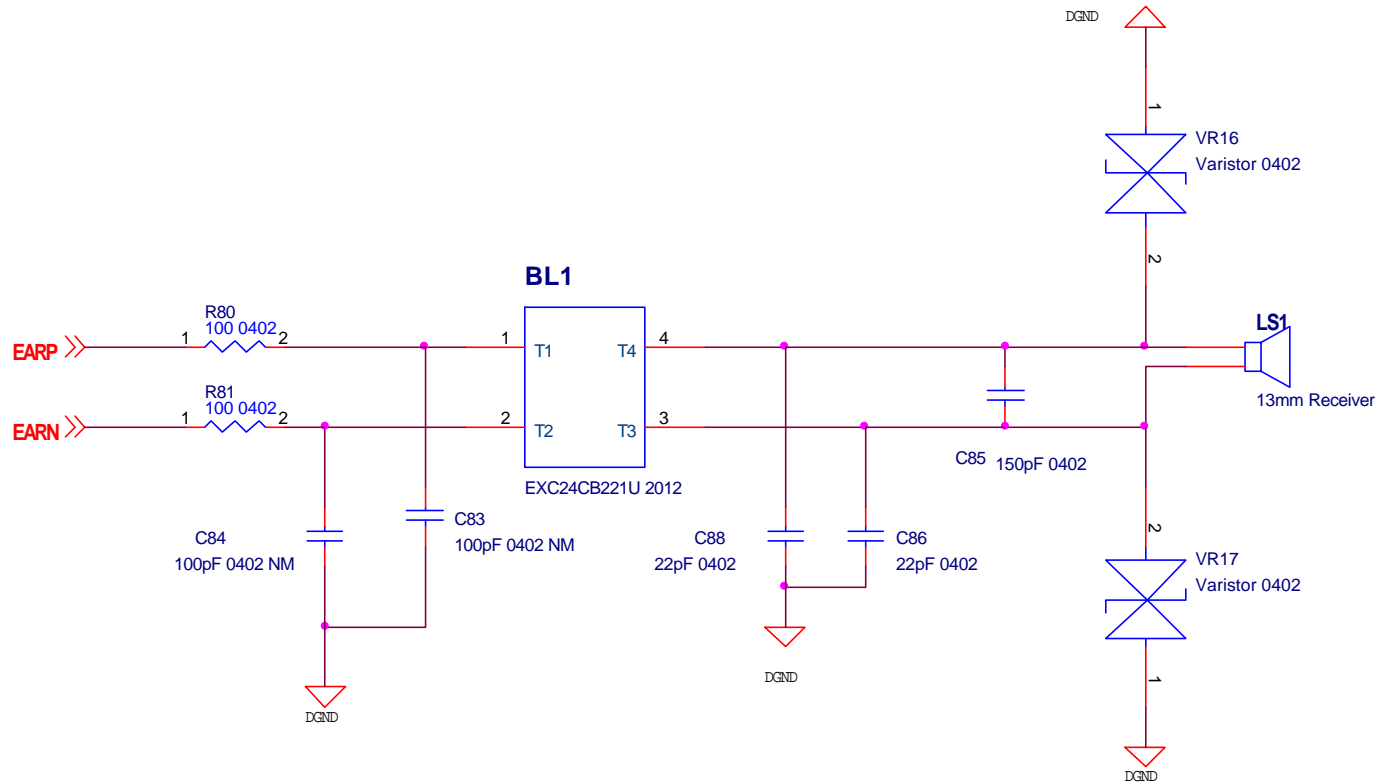 DGND
1
VR16
Varistor 0402
2
BL1
R80
100 0402
EARP
1
2
1
T1
T4
4
LS1
13mm Receiver
R81
100 0402
EARN
1
2
2
T2
T3
3
C85
150pF 0402
EXC24CB221U 2012
C84
100pF 0402 NM
C83
100pF 0402 NM
C88
22pF 0402
C86
22pF 0402
2
VR17
Varistor 0402
1
DGND
DGND
DGND